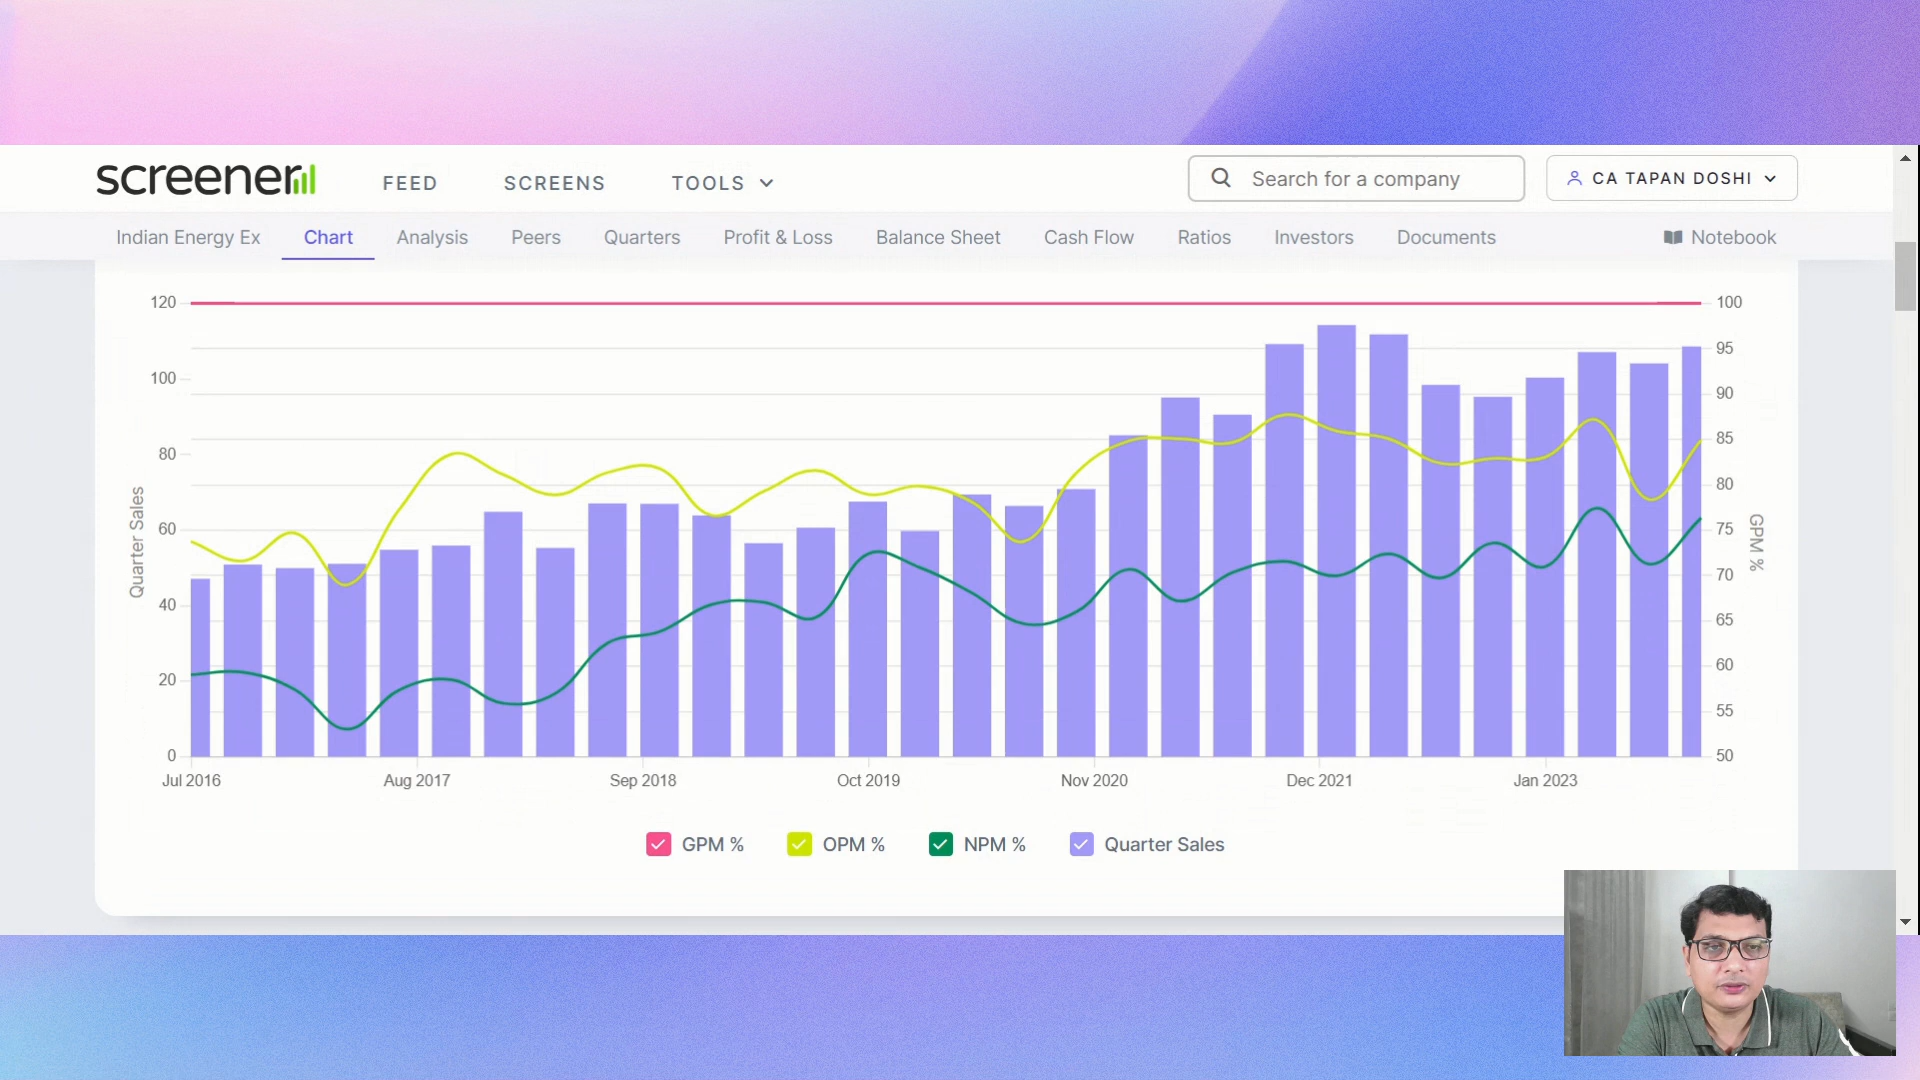 screener
FEED SCREENS TOOLS
Search for a company
CA TAPAN DOSHI
Indian Energy Ex Chart Analysis Peers Quarters Profit & Loss Balance Sheet Cash Flow Ratios Investors Documents Notebook
120 100
95
100
90
85
80
80
Quarter Sales
60 75
GPM %
70
40
65
60
20
55
0 50
Jul 2016 Aug 2017 Sep 2018 Oct 2019 Nov 2020 Dec 2021 Jan 2023
GPM % OPM % NPM % Quarter Sales